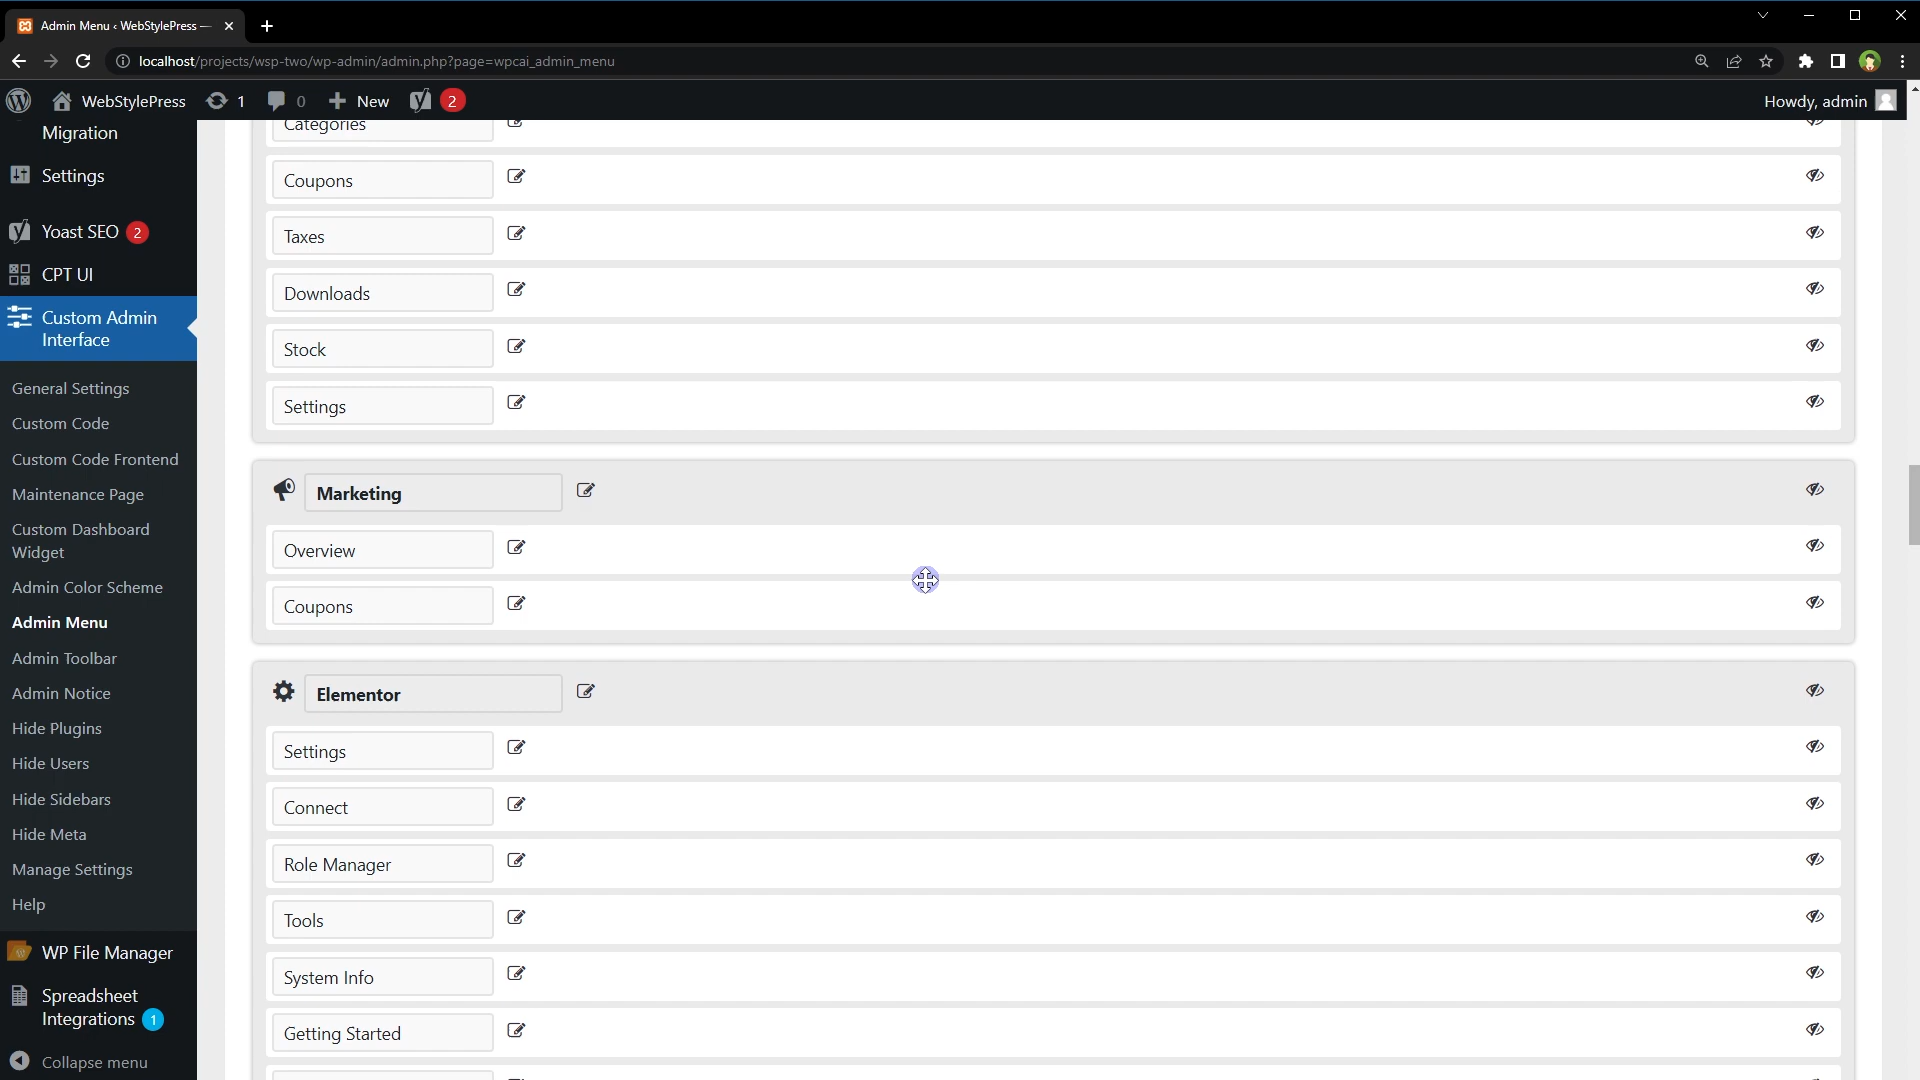 Admin Menu ‹ WebStylePress —
localhost/projects/wsp-two/wp-admin/admin.php?page=wpcai_admin_menu
WebStylePress 1 0 New 2 Howdy, admin
Migration
Settings
Yoast SEO 2
CPT UI
Custom Admin
Interface
General Settings
Custom Code
Custom Code Frontend
Maintenance Page
Custom Dashboard
Widget
Admin Color Scheme
Admin Menu
Admin Toolbar
Admin Notice
Hide Plugins
Hide Users
Hide Sidebars
Hide Meta
Manage Settings
Help
WP File Manager
Spreadsheet
Integrations 1
Collapse menu
Categories
Coupons
Taxes
Downloads
Stock
Settings
Marketing
Overview
Coupons
Elementor
Settings
Connect
Role Manager
Tools
System Info
Getting Started